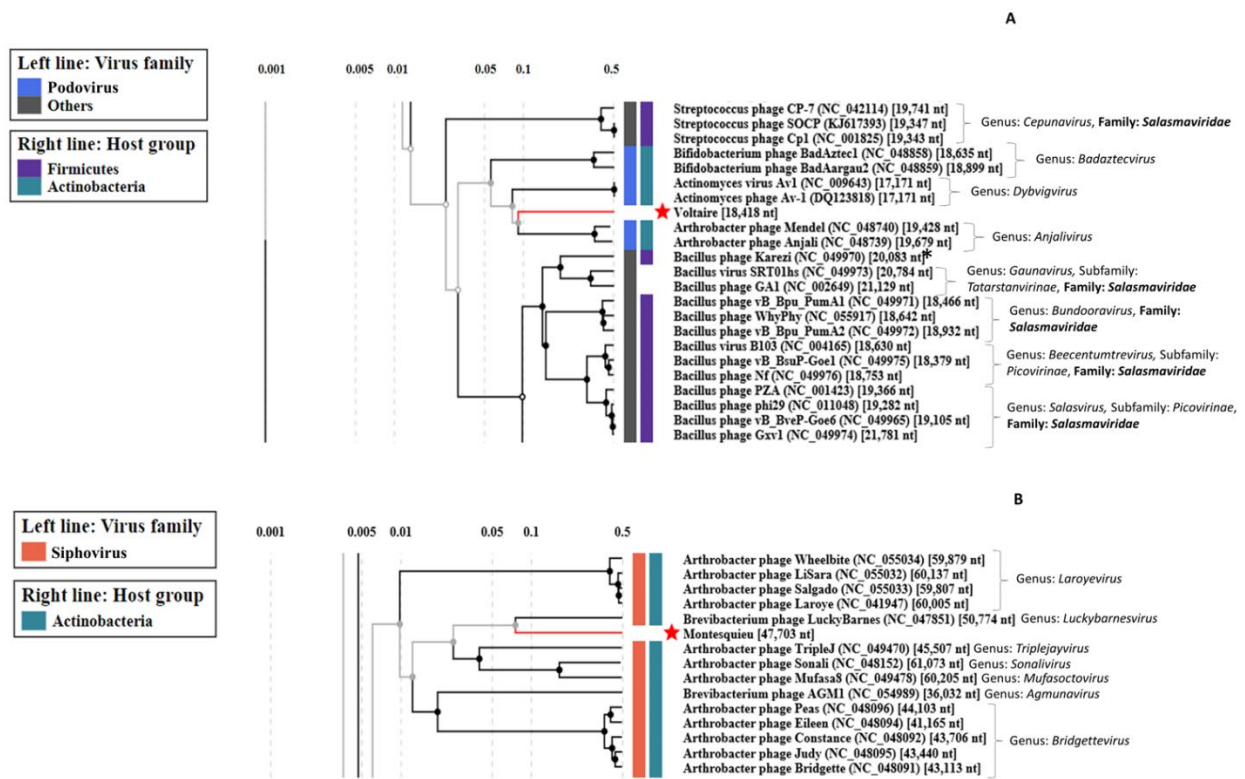 A
Left line: Virus family
Podovirus
Others
Right line: Host group
Firmicutes
Actinobacteria
0.001 0.005 0.01 0.05 0.1 0.5
Streptococcus phage CP-7 (NC_042114) [19,741 nt]
Streptococcus phage SOCP (KJ617393) [19,347 nt]
Streptococcus phage Cp1 (NC_001825) [19,343 nt]
Genus: Cepunavirus, Family: Salasmaviridae
Bifidobacterium phage BadAztec1 (NC_048858) [18,635 nt]
Bifidobacterium phage BadAargau2 (NC_048859) [18,899 nt]
Genus: Badaztecvirus
Actinomyces virus Av1 (NC_009643) [17,171 nt]
Actinomyces phage Av-1 (DQ123818) [17,171 nt]
Genus: Dybvigvirus
Voltaire [18,418 nt]
Arthrobacter phage Mendel (NC_048740) [19,428 nt]
Arthrobacter phage Anjali (NC_048739) [19,679 nt]
Genus: Anjalivirus
Bacillus phage Karezi (NC_049970) [20,083 nt]*
Bacillus virus SRT01hs (NC_049973) [20,784 nt]
Bacillus phage GA1 (NC_002649) [21,129 nt]
Genus: Gaunavirus, Subfamily:
Tatarstanvirinae, Family: Salasmaviridae
Bacillus phage vB_Bpu_PumA1 (NC_049971) [18,466 nt]
Bacillus phage WhyPhy (NC_055917) [18,642 nt]
Bacillus phage vB_Bpu_PumA2 (NC_049972) [18,932 nt]
Genus: Bundooravirus, Family:
Salasmaviridae
Bacillus virus B103 (NC_004165) [18,630 nt]
Bacillus phage vB_BsuP-Goe1 (NC_049975) [18,379 nt]
Bacillus phage Nf (NC_049976) [18,753 nt]
Genus: Beecentumtrevirus, Subfamily:
Picovirinae, Family: Salasmaviridae
Bacillus phage PZA (NC_001423) [19,366 nt]
Bacillus phage phi29 (NC_011048) [19,282 nt]
Bacillus phage vB_BveP-Goe6 (NC_049965) [19,105 nt]
Bacillus phage Gxv1 (NC_049974) [21,781 nt]
Genus: Salasvirus, Subfamily: Picovirinae,
Family: Salasmaviridae
B
Left line: Virus family
Siphovirus
Right line: Host group
Actinobacteria
0.001 0.005 0.01 0.05 0.1 0.5
Arthrobacter phage Wheelbite (NC_055034) [59,879 nt]
Arthrobacter phage LiSara (NC_055032) [60,137 nt]
Arthrobacter phage Salgado (NC_055033) [59,807 nt]
Arthrobacter phage Laroye (NC_041947) [60,005 nt]
Genus: Laroyevirus
Brevibacterium phage LuckyBarnes (NC_047851) [50,774 nt] Genus: Luckybarnesvirus
Montesquieu [47,703 nt]
Arthrobacter phage TripleJ (NC_049470) [45,507 nt] Genus: Triplejayvirus
Arthrobacter phage Sonali (NC_048152) [61,073 nt] Genus: Sonalivirus
Arthrobacter phage Mufasa8 (NC_049478) [60,205 nt] Genus: Mufasoctovirus
Brevibacterium phage AGM1 (NC_054989) [36,032 nt] Genus: Agmunavirus
Arthrobacter phage Peas (NC_048096) [44,103 nt]
Arthrobacter phage Eileen (NC_048094) [41,165 nt]
Arthrobacter phage Constance (NC_048092) [43,706 nt]
Arthrobacter phage Judy (NC_048095) [43,440 nt]
Arthrobacter phage Bridgette (NC_048091) [43,113 nt]
Genus: Bridgettevirus